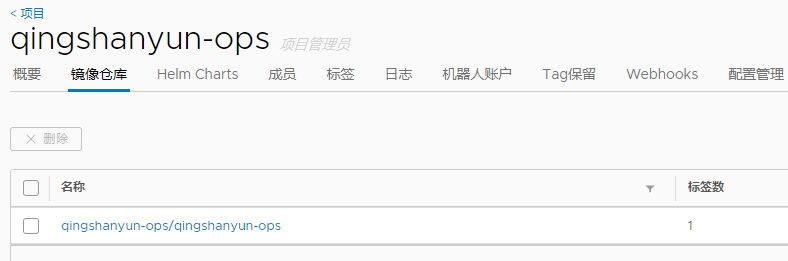 < 项目
qingshanyun-ops 项目管理员
概要 镜像仓库 Helm Charts 成员 标签 日志 机器人账户 Tag保留 Webhooks 配置管理
× 删除
名称 标签数
qingshanyun-ops/qingshanyun-ops 1